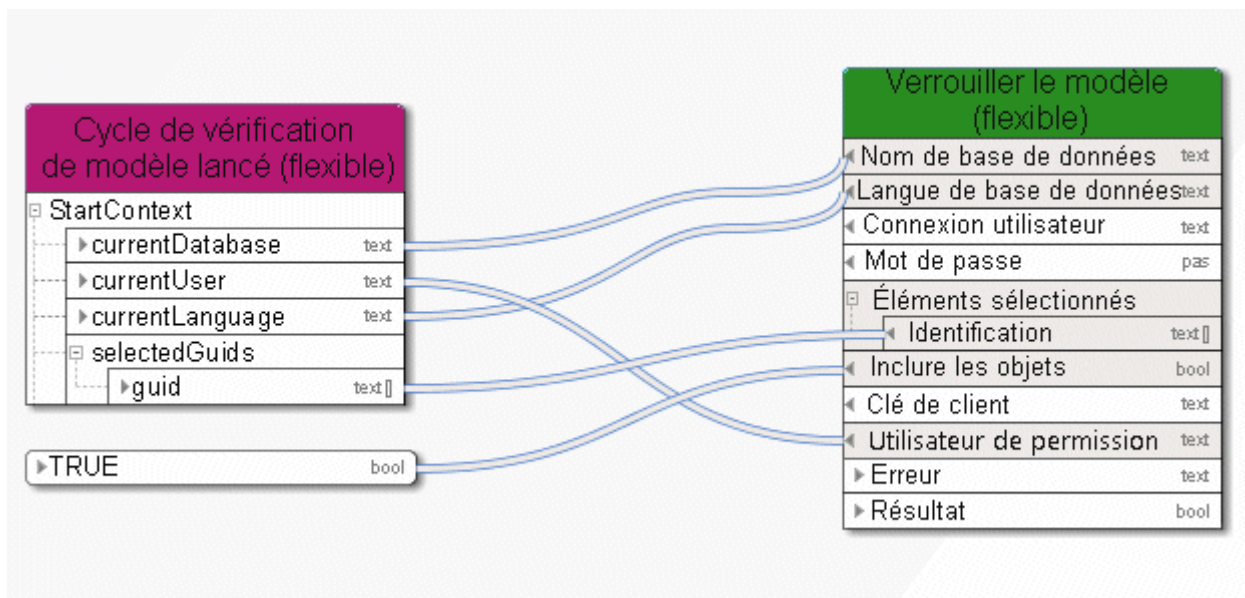 Cycle de vérification
de modèle lancé (flexible)
StartContext
currentDatabase text
currentUser text
currentLanguage text
selectedGuids
guid text[]
TRUE bool
Verrouiller le modèle
(flexible)
Nom de base de données text
Langue de base de données text
Connexion utilisateur text
Mot de passe pas
Éléments sélectionnés
Identification text[]
Inclure les objets bool
Clé de client text
Utilisateur de permission text
Erreur text
Résultat bool